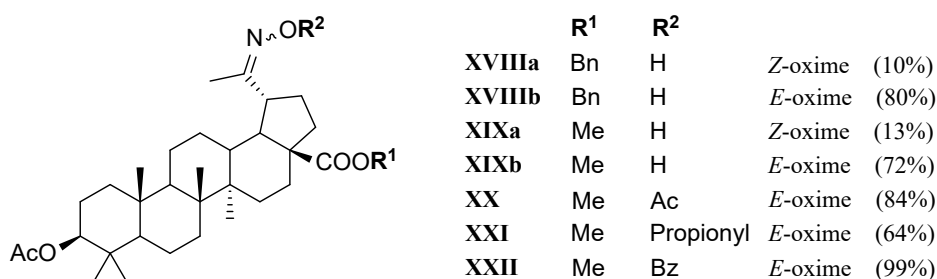 N OR²
Me
COOR¹
AcO
R¹ R²
XVIIIa Bn H Z-oxime (10%)
XVIIIb Bn H E-oxime (80%)
XIXa Me H Z-oxime (13%)
XIXb Me H E-oxime (72%)
XX Me Ac E-oxime (84%)
XXI Me Propionyl E-oxime (64%)
XXII Me Bz E-oxime (99%)